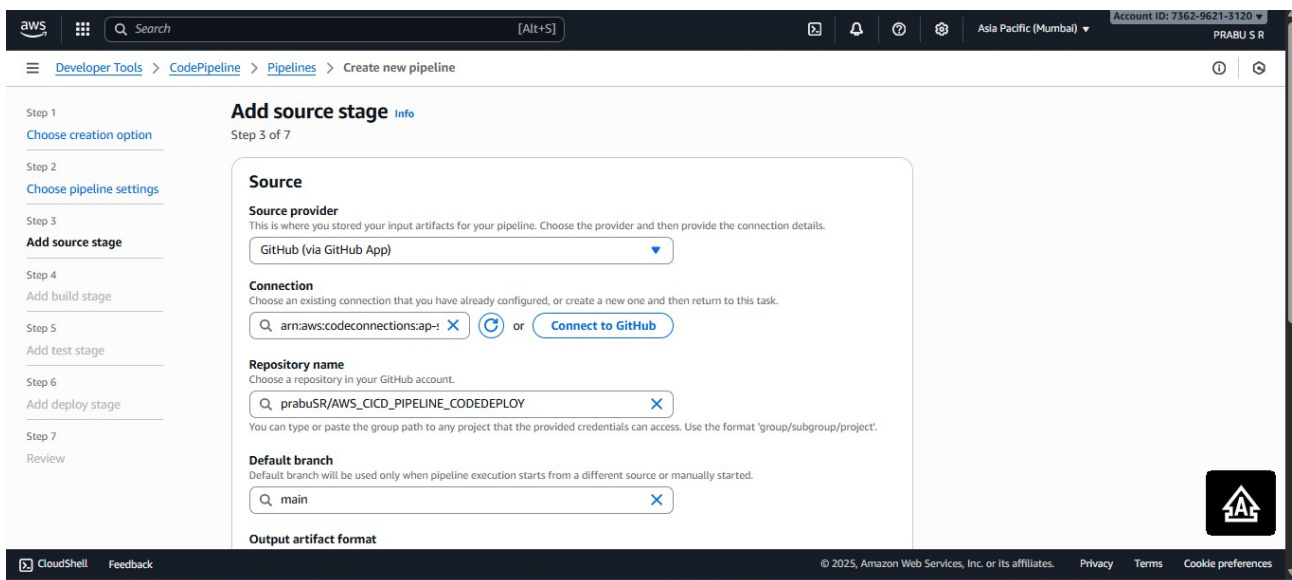 aws
Search [Alt+S]
Asia Pacific (Mumbai)
Account ID: 7362-9621-3120
PRABU S R
Developer Tools > CodePipeline > Pipelines > Create new pipeline
Step 1
Choose creation option
Step 2
Choose pipeline settings
Step 3
Add source stage
Step 4
Add build stage
Step 5
Add test stage
Step 6
Add deploy stage
Step 7
Review
Add source stage Info
Step 3 of 7
Source
Source provider
This is where you stored your input artifacts for your pipeline. Choose the provider and then provide the connection details.
GitHub (via GitHub App)
Connection
Choose an existing connection that you have already configured, or create a new one and then return to this task.
arn:aws:codeconnections:ap-s or Connect to GitHub
Repository name
Choose a repository in your GitHub account.
prabuSR/AWS_CICD_PIPELINE_CODEDEPLOY
You can type or paste the group path to any project that the provided credentials can access. Use the format 'group/subgroup/project'.
Default branch
Default branch will be used only when pipeline execution starts from a different source or manually started.
main
Output artifact format
A
CloudShell Feedback
© 2025, Amazon Web Services, Inc. or its affiliates. Privacy Terms Cookie preferences